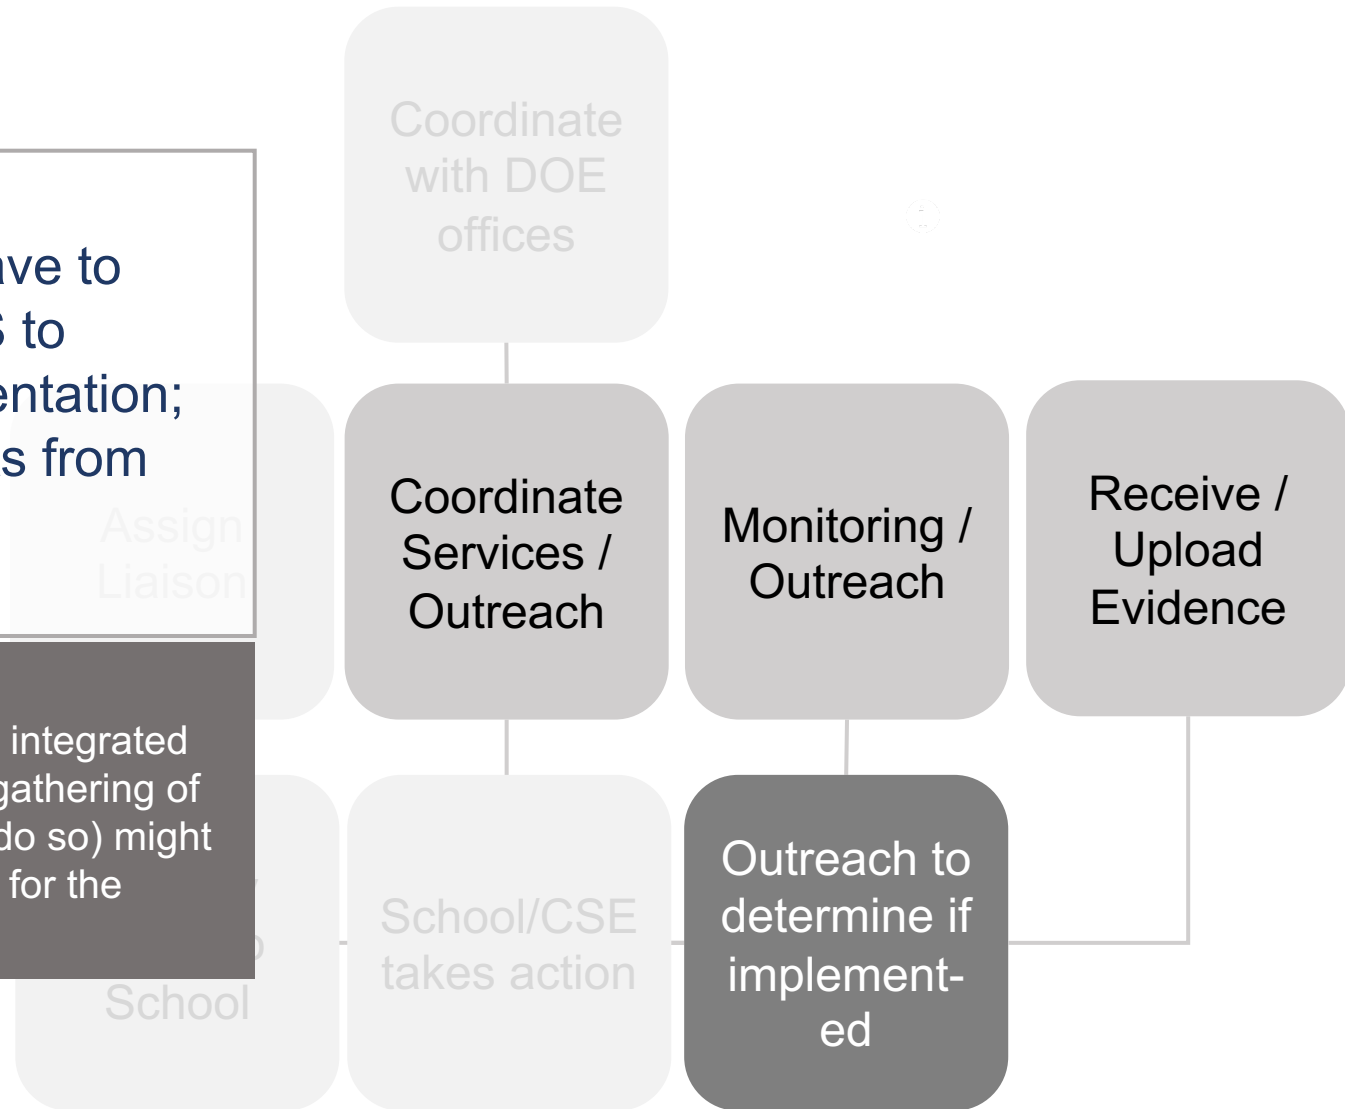 Coordinate
with DOE
offices
ave to
S to
entation;
s from
Assign
Liaison
Coordinate
Services /
Outreach
Monitoring /
Outreach
Receive /
Upload
Evidence
integrated
gathering of
do so) might
for the
School
School/CSE
takes action
Outreach to
determine if
implement-
ed